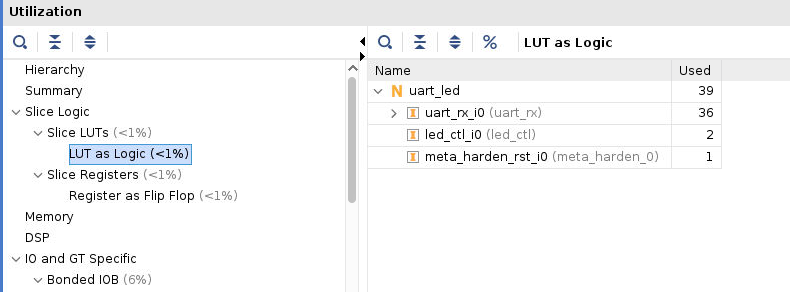 Utilization
LUT as Logic
Hierarchy
Summary
Slice Logic
Slice LUTs (<1%)
LUT as Logic (<1%)
Slice Registers (<1%)
Register as Flip Flop (<1%)
Memory
DSP
IO and GT Specific
Bonded IOB (6%)
Name Used
N uart_led 39
uart_rx_i0 (uart_rx) 36
led_ctl_i0 (led_ctl) 2
meta_harden_rst_i0 (meta_harden_0) 1